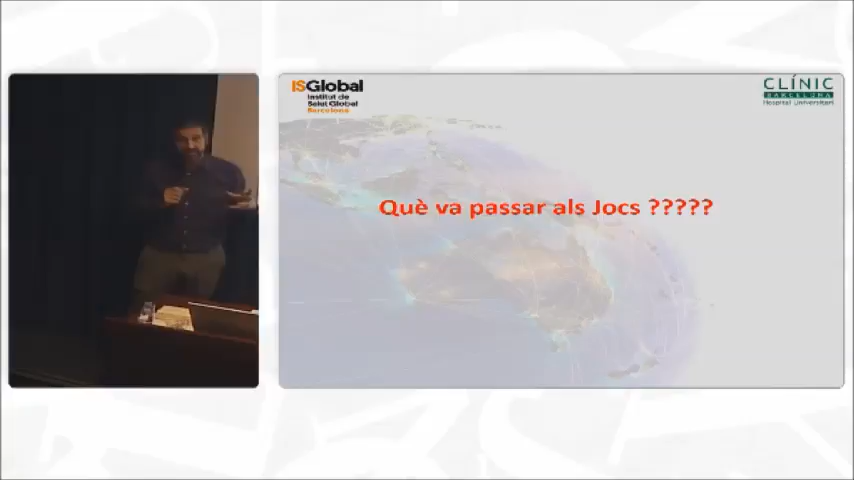 ISGlobal
Institut de
Salut Global
Barcelona
CLÍNIC
BARCELONA
Hospital Universitari
Què va passar als Jocs ?????